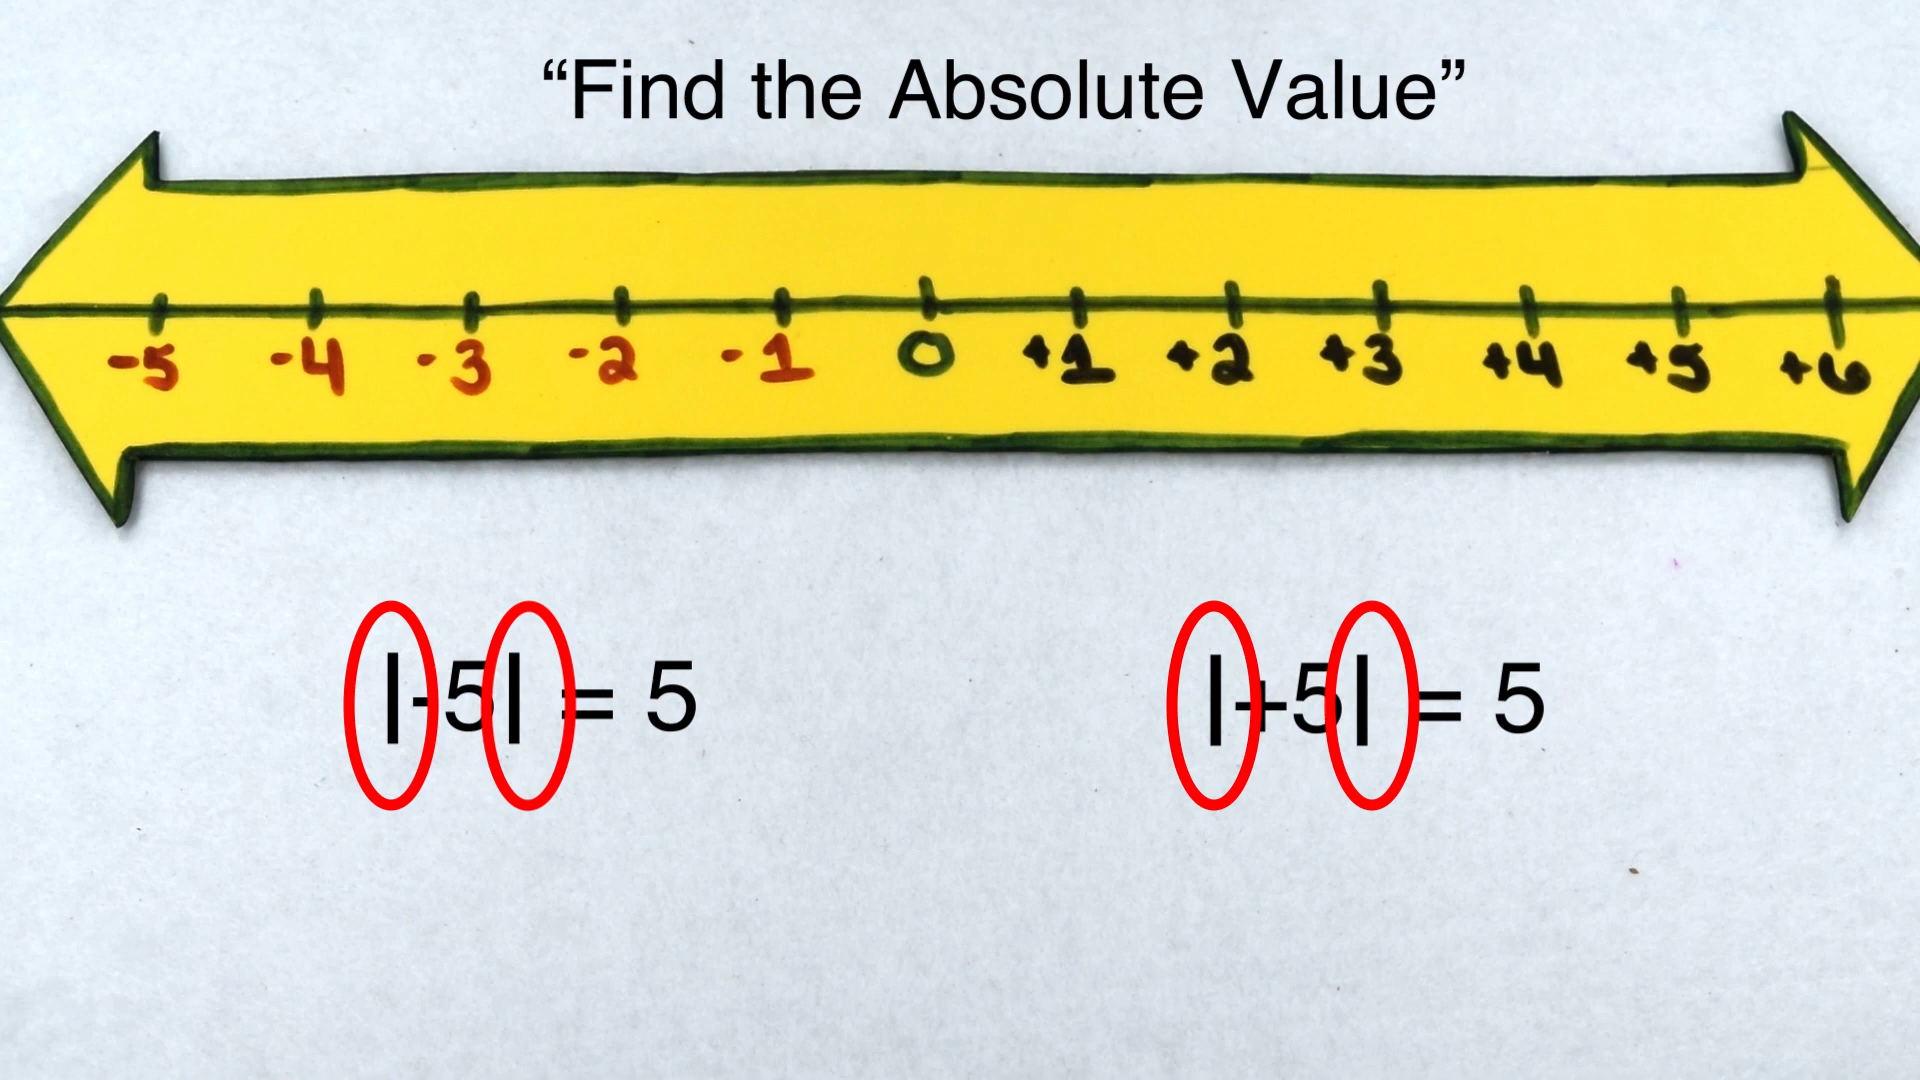 “Find the Absolute Value”
-5 -4 -3 -2 -1 0 +1 +2 +3 +4 +5 +6
|-5| = 5 |+5| = 5